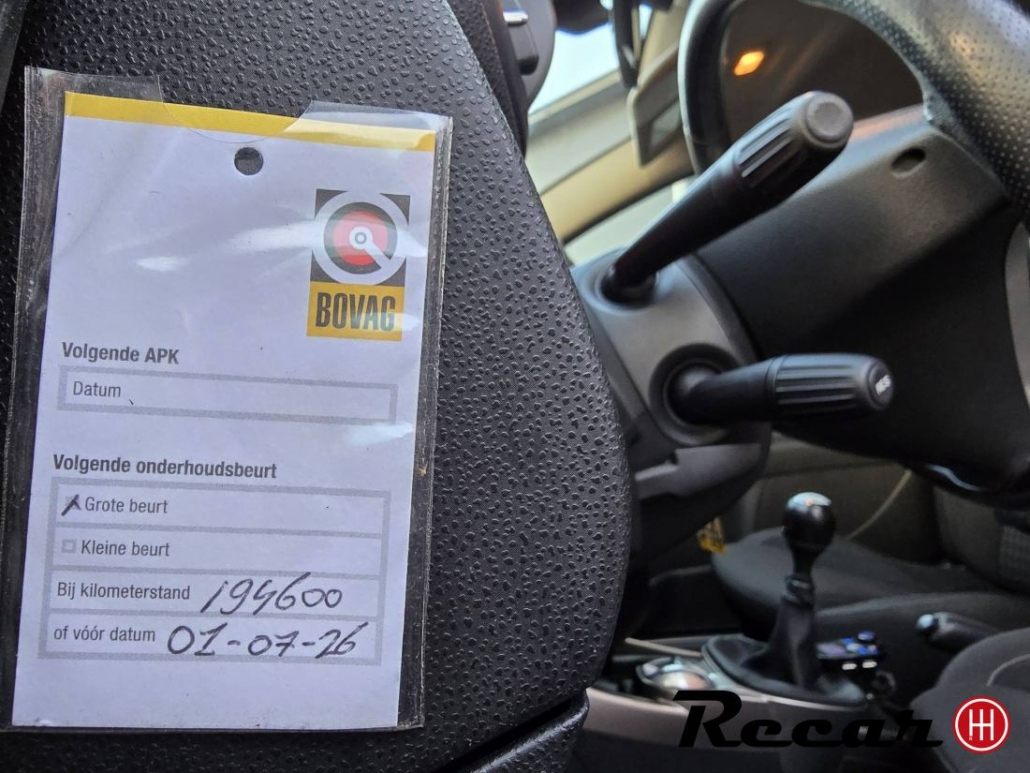 BOVAG
Volgende APK
Datum
Volgende onderhoudsbeurt
Grote beurt
Kleine beurt
Bij kilometerstand 194600
of vóór datum 01-07-26
Recar